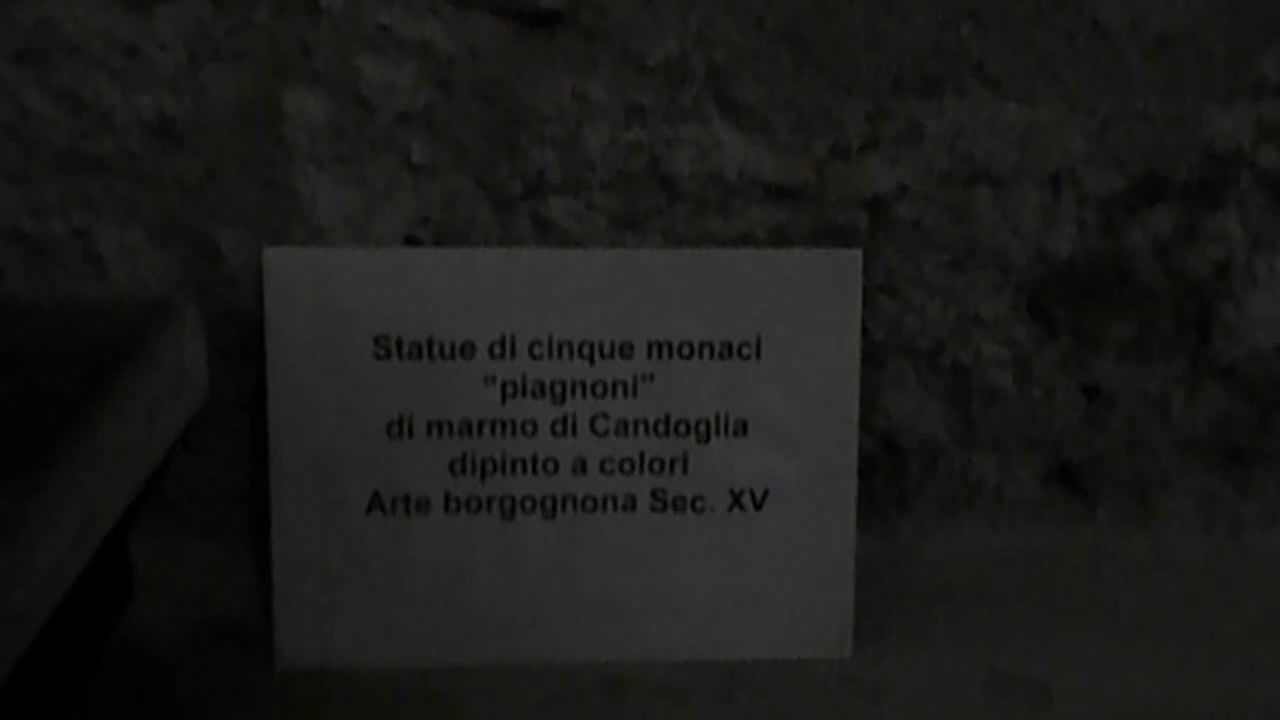 Statue di cinque monaci
"piagnoni"
di marmo di Candoglia
dipinto a colori
Arte borgognona Sec. XV